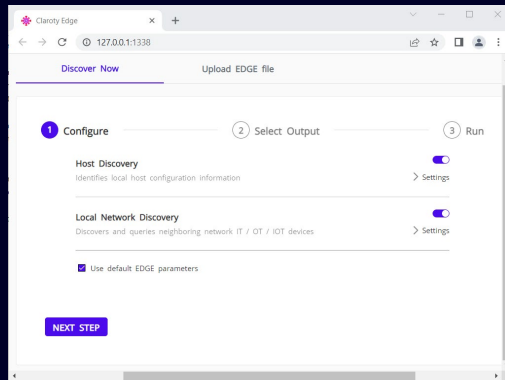 Claroty Edge
127.0.0.1:1338
Discover Now
Upload EDGE file
1 Configure
2 Select Output
3 Run
Host Discovery
Identifies local host configuration information
Settings
Local Network Discovery
Discovers and queries neighboring network IT / OT / IOT devices
Settings
Use default EDGE parameters
NEXT STEP